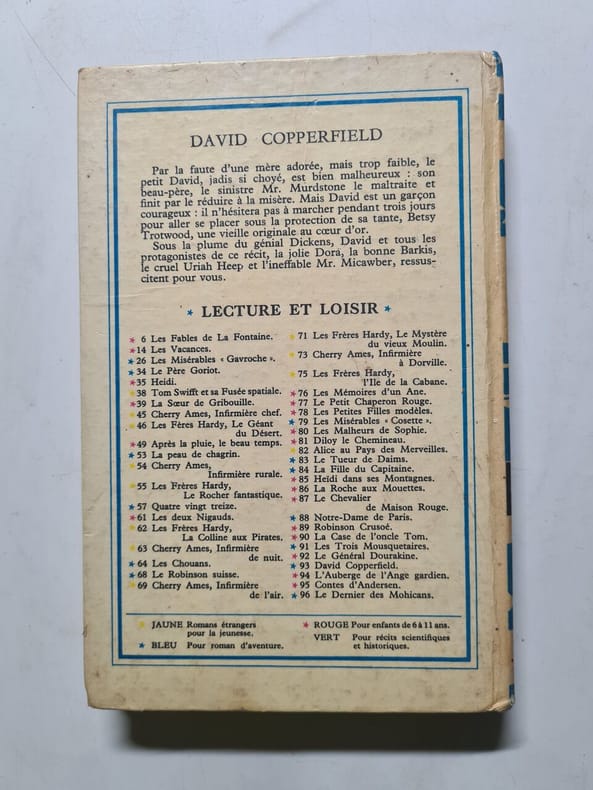 DAVID COPPERFIELD
Par la faute d'une mère adorée, mais trop faible, le
petit David, jadis si choyé, est bien malheureux : son
beau-père, le sinistre Mr. Murdstone le maltraite et
finit par le réduire à la misère. Mais David est un garçon
courageux : il n'hésitera pas à marcher pendant trois jours
pour aller se placer sous la protection de sa tante, Betsy
Trotwood, une vieille originale au cœur d'or.
Sous la plume du génial Dickens, David et tous les
protagonistes de ce récit, la jolie Dora, la bonne Barkis,
le cruel Uriah Heep et l'ineffable Mr. Micawber, ressus-
citent pour vous.
* LECTURE ET LOISIR *
* 6 Les Fables de La Fontaine.
* 14 Les Vacances.
* 26 Les Misérables « Gavroche ».
* 34 Le Père Goriot.
* 35 Heidi.
* 38 Tom Swifft et sa Fusée spatiale.
* 39 La Sœur de Gribouille.
* 45 Cherry Ames, Infirmière chef.
* 46 Les Fères Hardy, Le Géant
du Désert.
* 49 Après la pluie, le beau temps.
* 53 La peau de chagrin.
* 54 Cherry Ames,
Infirmière rurale.
* 55 Les Frères Hardy,
Le Rocher fantastique.
* 57 Quatre vingt treize.
* 61 Les deux Nigauds.
* 62 Les Frères Hardy,
La Colline aux Pirates.
* 63 Cherry Ames, Infirmière
de nuit.
* 64 Les Chouans.
* 68 Le Robinson suisse.
* 69 Cherry Ames, Infirmière
de l'air.
* 71 Les Frères Hardy, Le Mystère
du vieux Moulin.
* 73 Cherry Ames, Infirmière
à Dorville.
* 75 Les Frères Hardy,
l'Ile de la Cabane.
* 76 Les Mémoires d'un Ane.
* 77 Le Petit Chaperon Rouge.
* 78 Les Petites Filles modèles.
* 79 Les Misérables « Cosette ».
* 80 Les Malheurs de Sophie.
* 81 Diloy le Chemineau.
* 82 Alice au Pays des Merveilles.
* 83 Le Tueur de Daims.
* 84 La Fille du Capitaine.
* 85 Heidi dans ses Montagnes.
* 86 La Roche aux Mouettes.
* 87 Le Chevalier
de Maison Rouge.
* 88 Notre-Dame de Paris.
* 89 Robinson Crusoé.
* 90 La Case de l'oncle Tom.
* 91 Les Trois Mousquetaires.
* 92 Le Général Dourakine.
* 93 David Copperfield.
* 94 L'Auberge de l'Ange gardien.
* 95 Contes d'Andersen.
* 96 Le Dernier des Mohicans.
* JAUNE Romans étrangers
pour la jeunesse.
* BLEU Pour roman d'aventure.
* ROUGE Pour enfants de 6 à 11 ans.
VERT Pour récits scientifiques
et historiques.